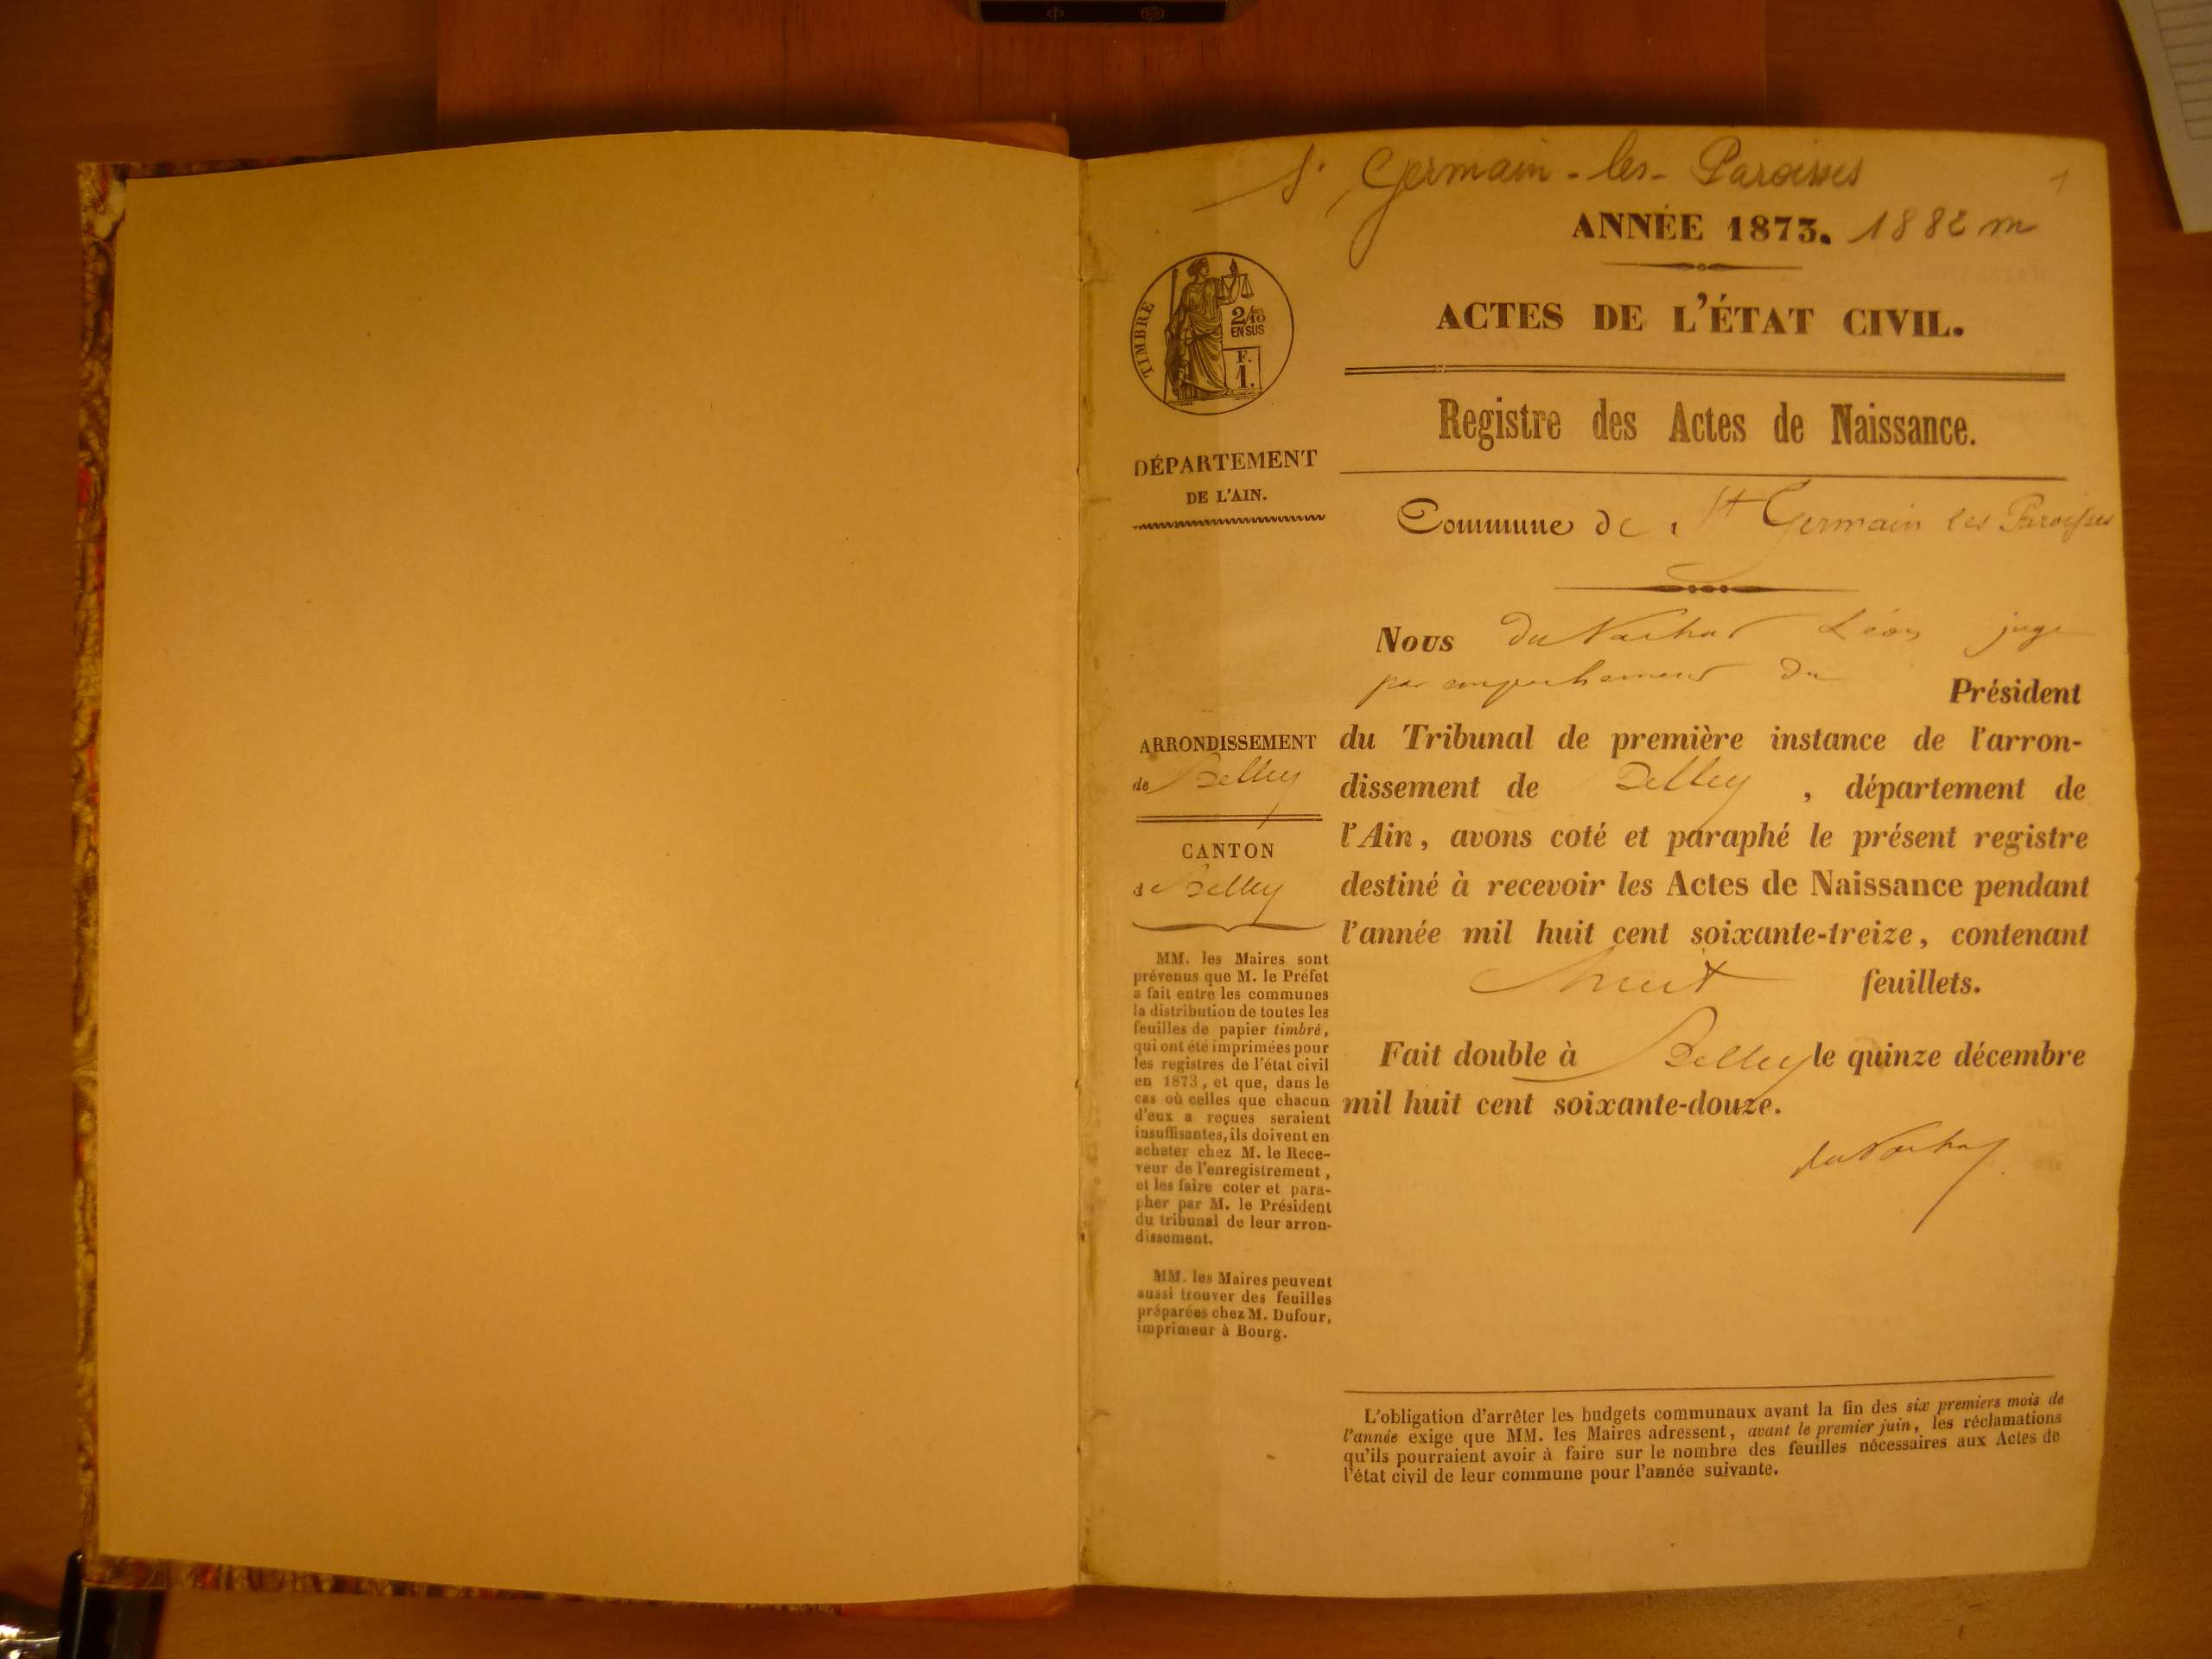 St Germain-les-Paroisses
1
ANNÉE 1873. 1882 m
TIMBRE
2/10es
EN SUS
F.
1.
ACTES DE L'ÉTAT CIVIL.
Registre des Actes de Naissance.
DÉPARTEMENT
DE L'AIN.
Commune de St Germain les Paroisses
Nous Léon juge
par empêchement du Président
du Tribunal de première instance de l'arron-
dissement de Belley, département de
l'Ain, avons coté et paraphé le présent registre
destiné à recevoir les Actes de Naissance pendant
l'année mil huit cent soixante-treize, contenant
huit feuillets.
Fait double à Belley le quinze décembre
mil huit cent soixante-douze.
ARRONDISSEMENT
de Belley
CANTON
de Belley
MM. les Maires sont
prévenus que M. le Préfet
a fait entre les communes
la distribution de toutes les
feuilles de papier timbré,
qui ont été imprimées pour
les registres de l'état civil
en 1873, et que, dans le
cas où celles que chacun
d'eux a reçues seraient
insuffisantes, ils doivent en
acheter chez M. le Rece-
veur de l'enregistrement,
et les faire coter et para-
pher par M. le Président
du tribunal de leur arron-
dissement.
MM. les Maires peuvent
aussi trouver des feuilles
préparées chez M. Dufour,
imprimeur à Bourg.
L'obligation d'arrêter les budgets communaux avant la fin des six premiers mois de
l'année exige que MM. les Maires adressent, avant le premier juin, les réclamations
qu'ils pourraient avoir à faire sur le nombre des feuilles nécessaires aux Actes de
l'état civil de leur commune pour l'année suivante.